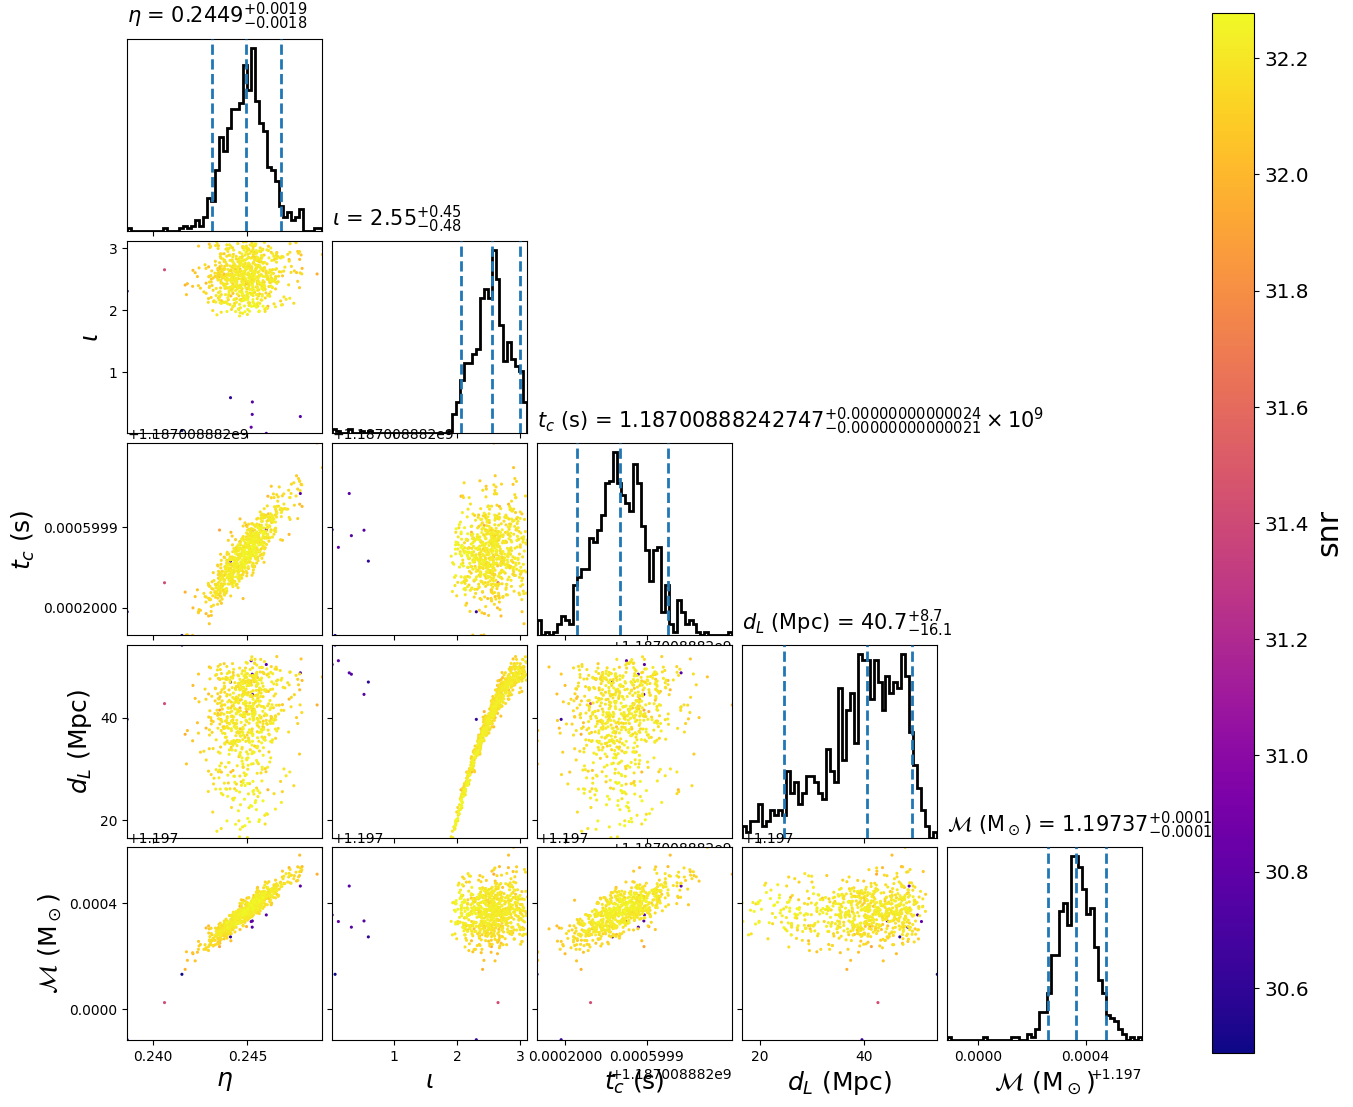 η = 0.2449 +0.0019 −0.0018
32.2
32.0
31.8
31.6
31.4
31.2
31.0
30.8
30.6
snr
ι = 2.55 +0.45 −0.48
3
2
1
ι
+1.187008882e9
+1.187008882e9
t_c (s) = 1.18700888242747 +0.00000000000024 −0.00000000000021 × 10^9
0.0005999
0.0002000
t_c (s)
+1.187008882e9
d_L (Mpc) = 40.7 +8.7 −16.1
40
20
d_L (Mpc)
+1.197
+1.197
+1.197
+1.187008882e9
+1.197
ℳ (M⊙) = 1.19737 +0.0001 −0.0001
0.0004
0.0000
ℳ (M⊙)
0.240
0.245
1
2
3
0.0002000
0.0005999
20
40
0.0000
0.0004
+1.187008882e9
+1.197
η
ι
t_c (s)
d_L (Mpc)
ℳ (M⊙)